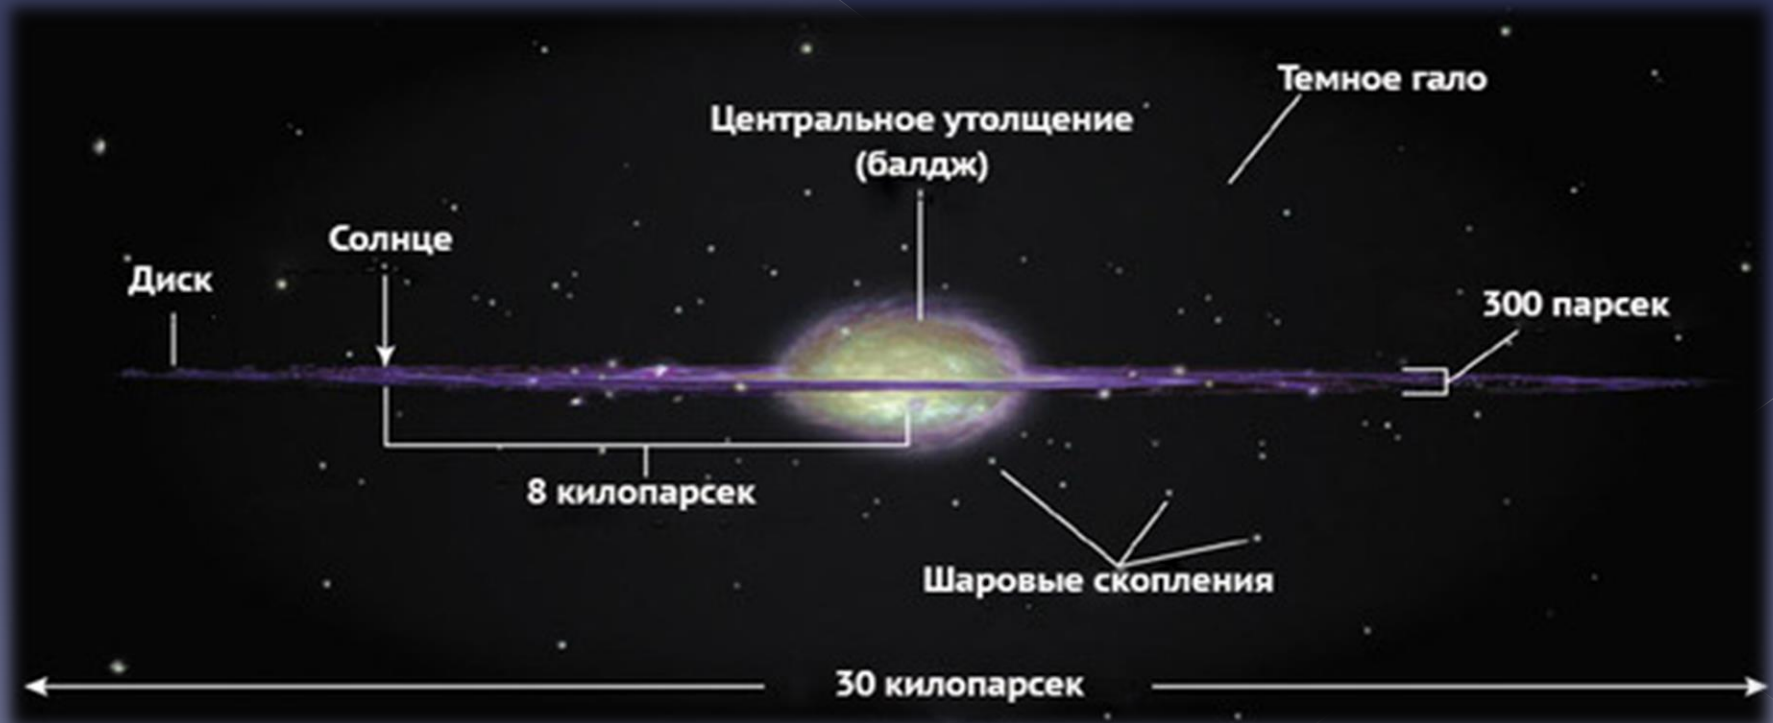 Темное гало
Центральное утолщение
(балдж)
Солнце
Диск
300 парсек
8 килопарсек
Шаровые скопления
30 килопарсек